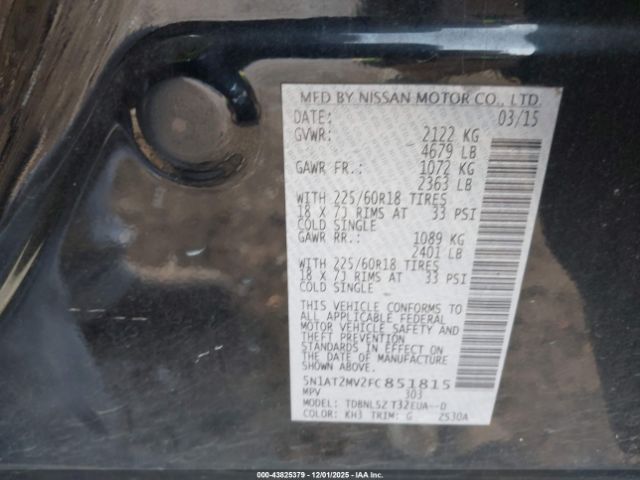 MFD BY NISSAN MOTOR CO., LTD.
DATE: 03/15
GVWR: 2122 KG
4679 LB
GAWR FR.: 1072 KG
2363 LB
WITH 225/60R18 TIRES
18 X 7J RIMS AT 33 PSI
COLD SINGLE
GAWR RR.: 1089 KG
2401 LB
WITH 225/60R18 TIRES
18 X 7J RIMS AT 33 PSI
COLD SINGLE
THIS VEHICLE CONFORMS TO
ALL APPLICABLE FEDERAL
MOTOR VEHICLE SAFETY AND
THEFT PREVENTION
STANDARDS IN EFFECT ON
THE DATE OF MANUFACTURE
SHOWN ABOVE.
5N1AT2MV2FC851815
MPV 303
MODEL: TDBNLS2 T32EUA--D
COLOR: KH3 TRIM: G 2S30A
000-43825379 - 12/01/2025 - IAAI.COM